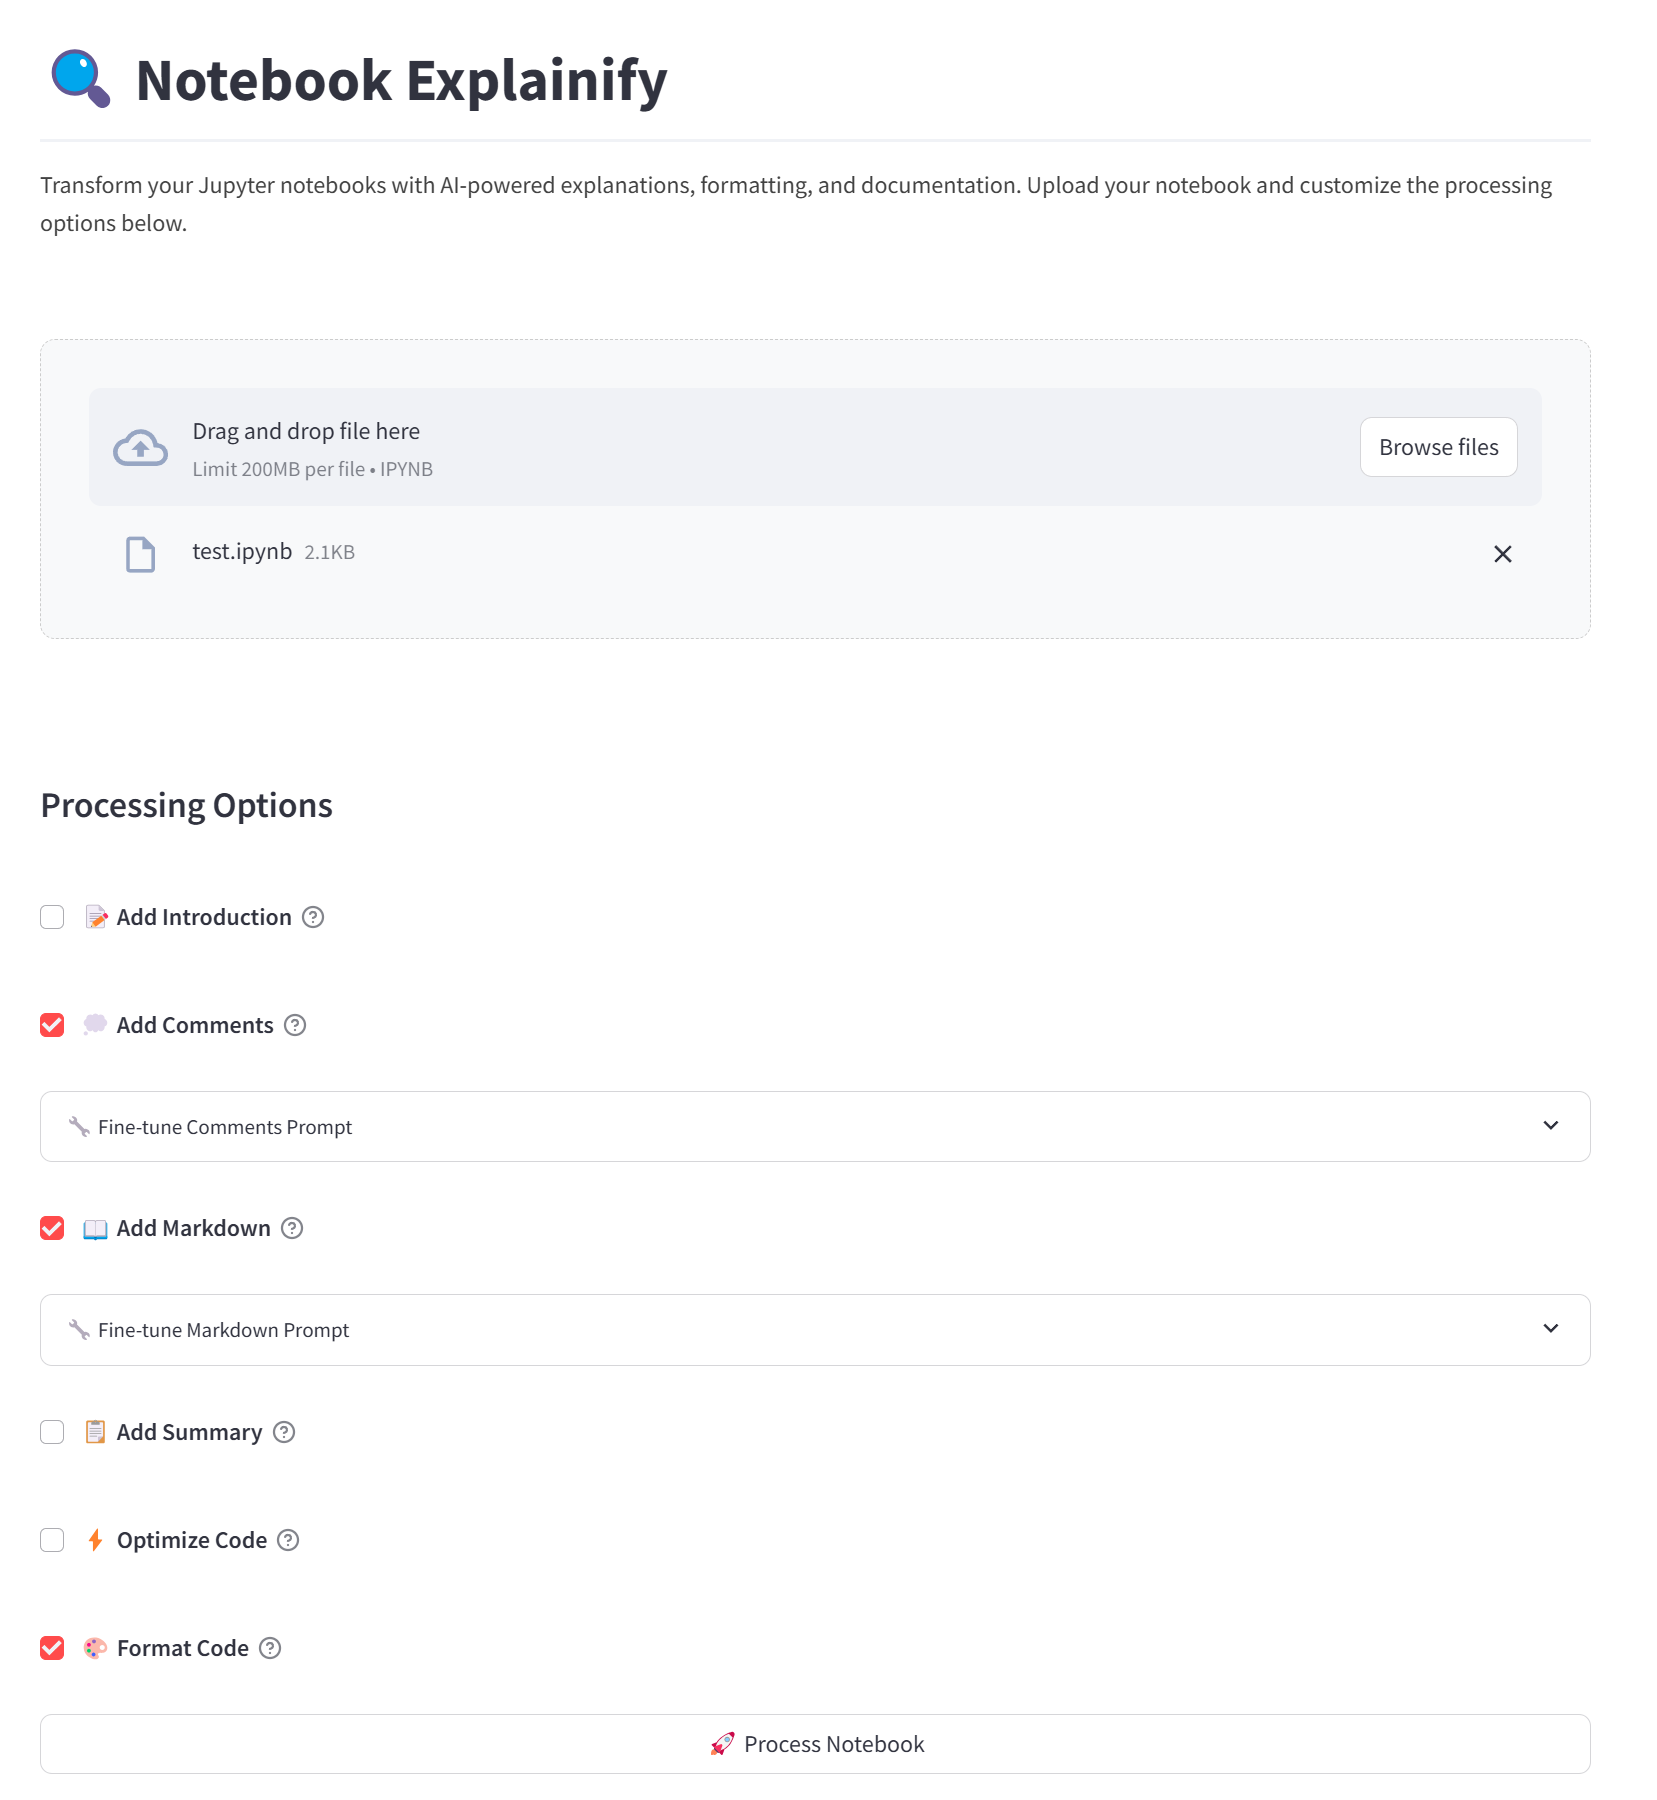 Notebook Explainify
Transform your Jupyter notebooks with AI-powered explanations, formatting, and documentation. Upload your notebook and customize the processing
options below.
Drag and drop file here
Limit 200MB per file • IPYNB
Browse files
test.ipynb 2.1KB
Processing Options
Add Introduction
Add Comments
Fine-tune Comments Prompt
Add Markdown
Fine-tune Markdown Prompt
Add Summary
Optimize Code
Format Code
Process Notebook